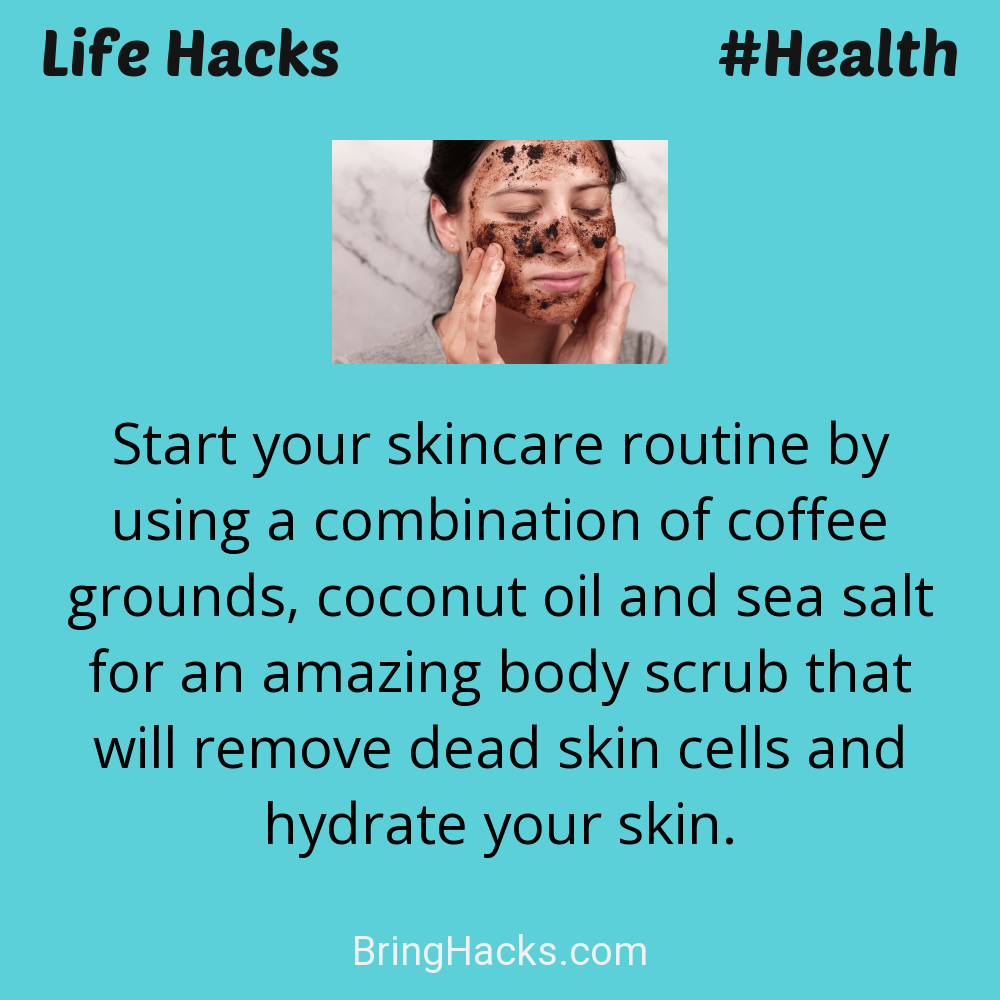 Life Hacks
#Health
Start your skincare routine by
using a combination of coffee
grounds, coconut oil and sea salt
for an amazing body scrub that
will remove dead skin cells and
hydrate your skin.
BringHacks.com